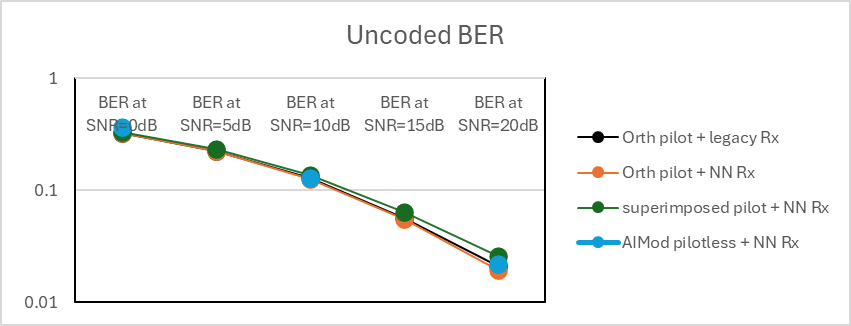 Uncoded BER
1
0.1
0.01
BER at
SNR=0dB
BER at
SNR=5dB
BER at
SNR=10dB
BER at
SNR=15dB
BER at
SNR=20dB
Orth pilot + legacy Rx
Orth pilot + NN Rx
superimposed pilot + NN Rx
AIMod pilotless + NN Rx